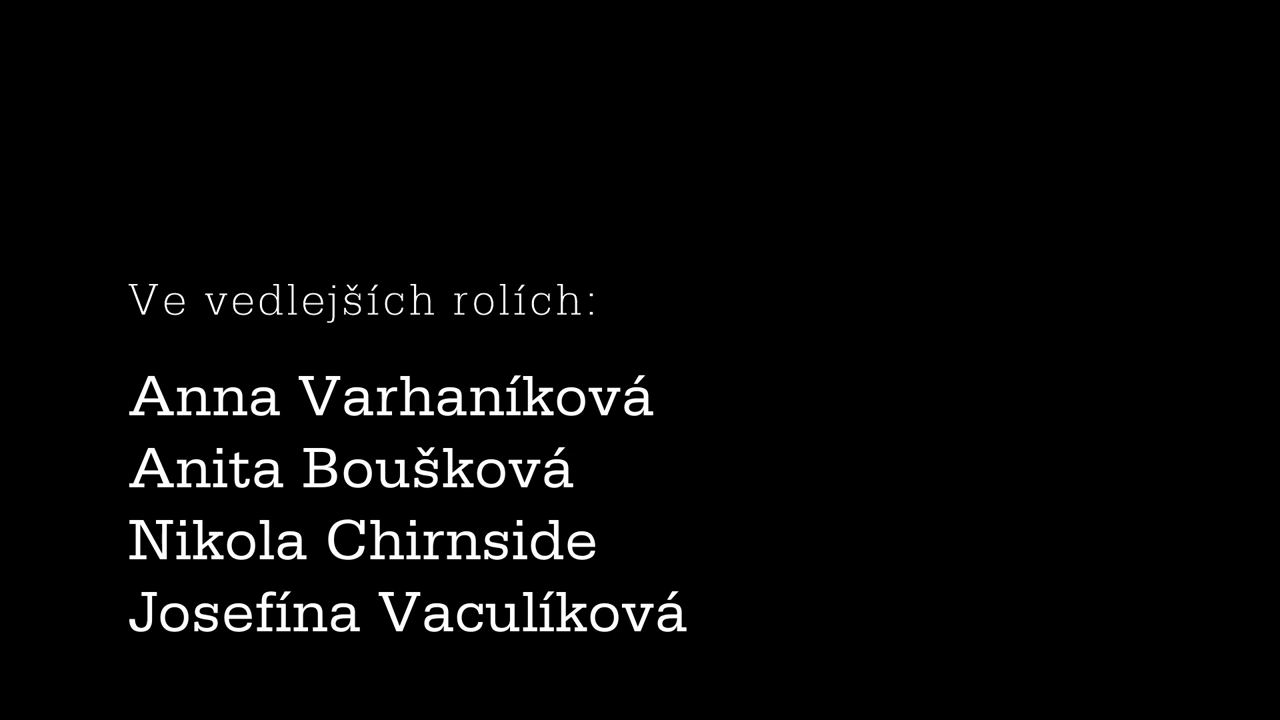 Ve vedlejších rolích:
Anna Varhaníková
Anita Boušková
Nikola Chirnside
Josefína Vaculíková